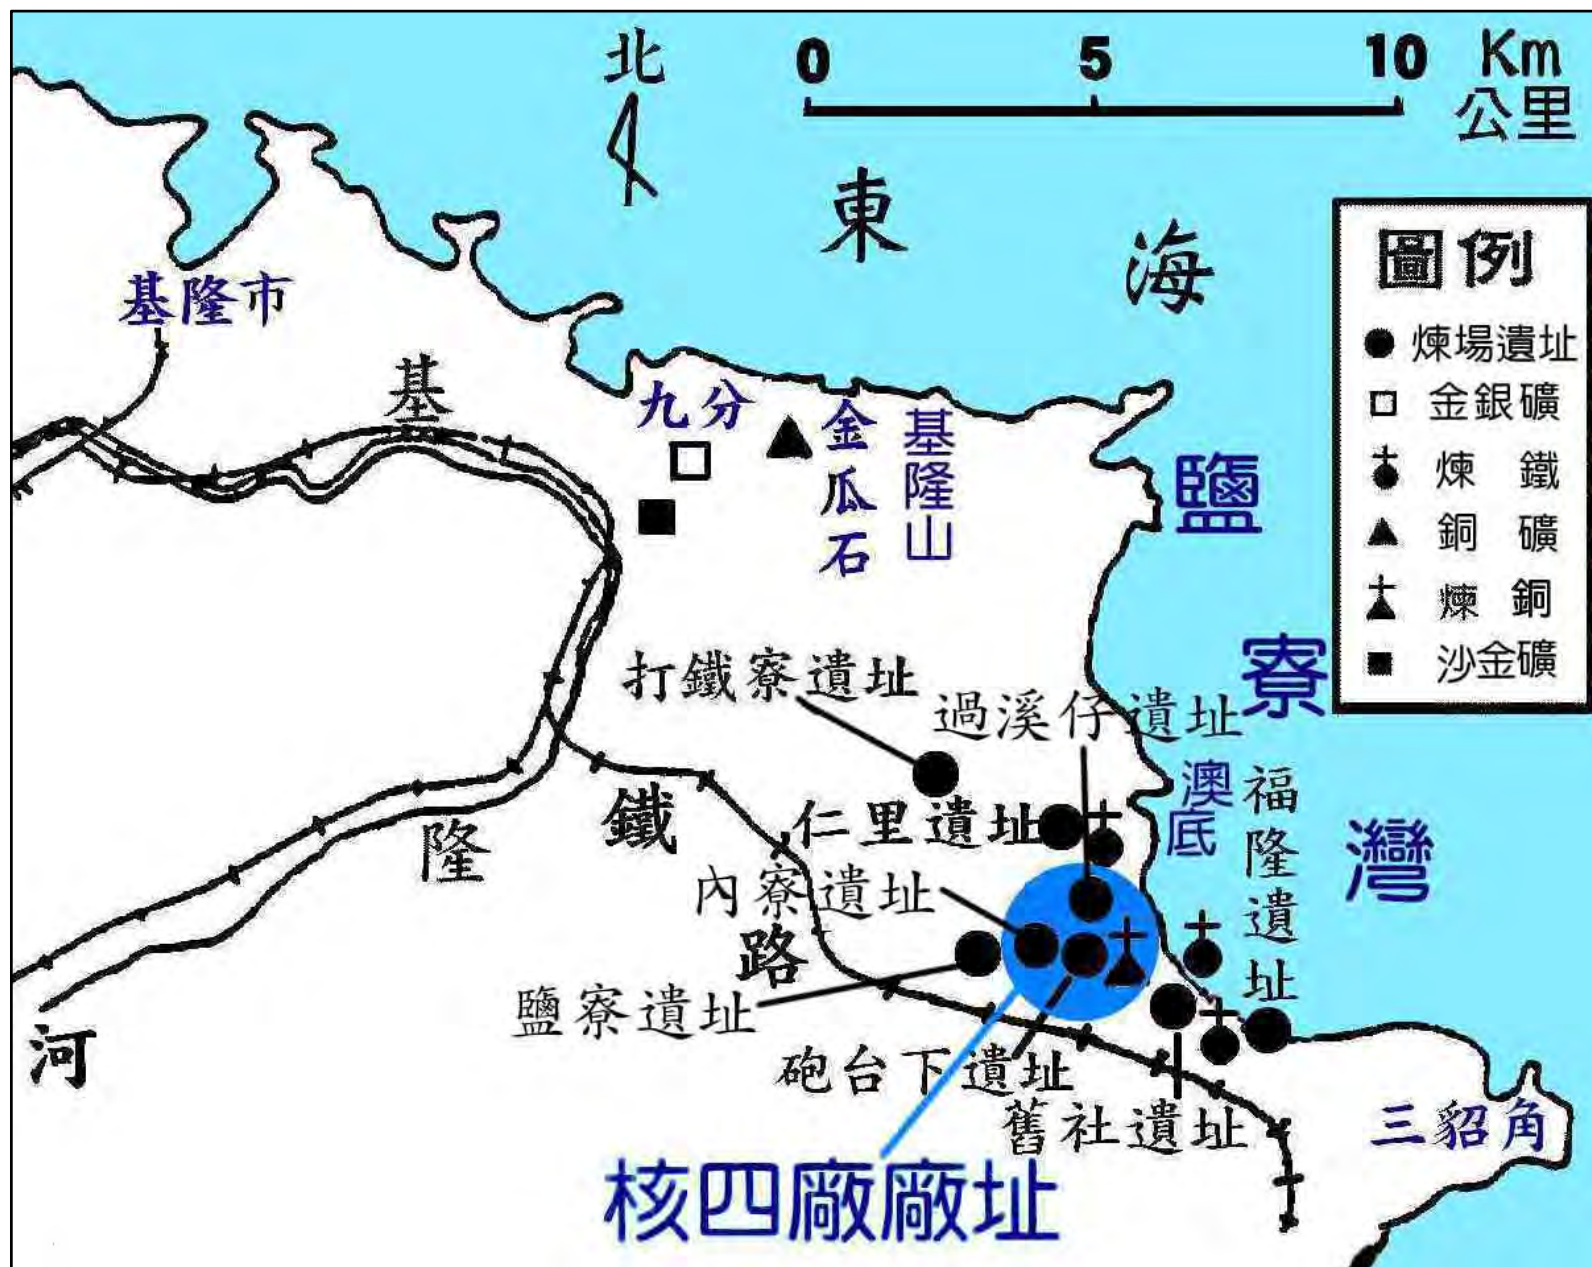 北
0 5 10 Km
公里
東海
圖例
煉場遺址
金銀礦
煉鐵
銅礦
煉銅
沙金礦
基隆市
九分
金瓜石
基隆山
鹽寮灣
基隆河
鐵路
打鐵寮遺址
過溪仔遺址
仁里遺址
澳底
福隆遺址
內寮遺址
鹽寮遺址
砲台下遺址
舊社遺址
三貂角
核四廠廠址